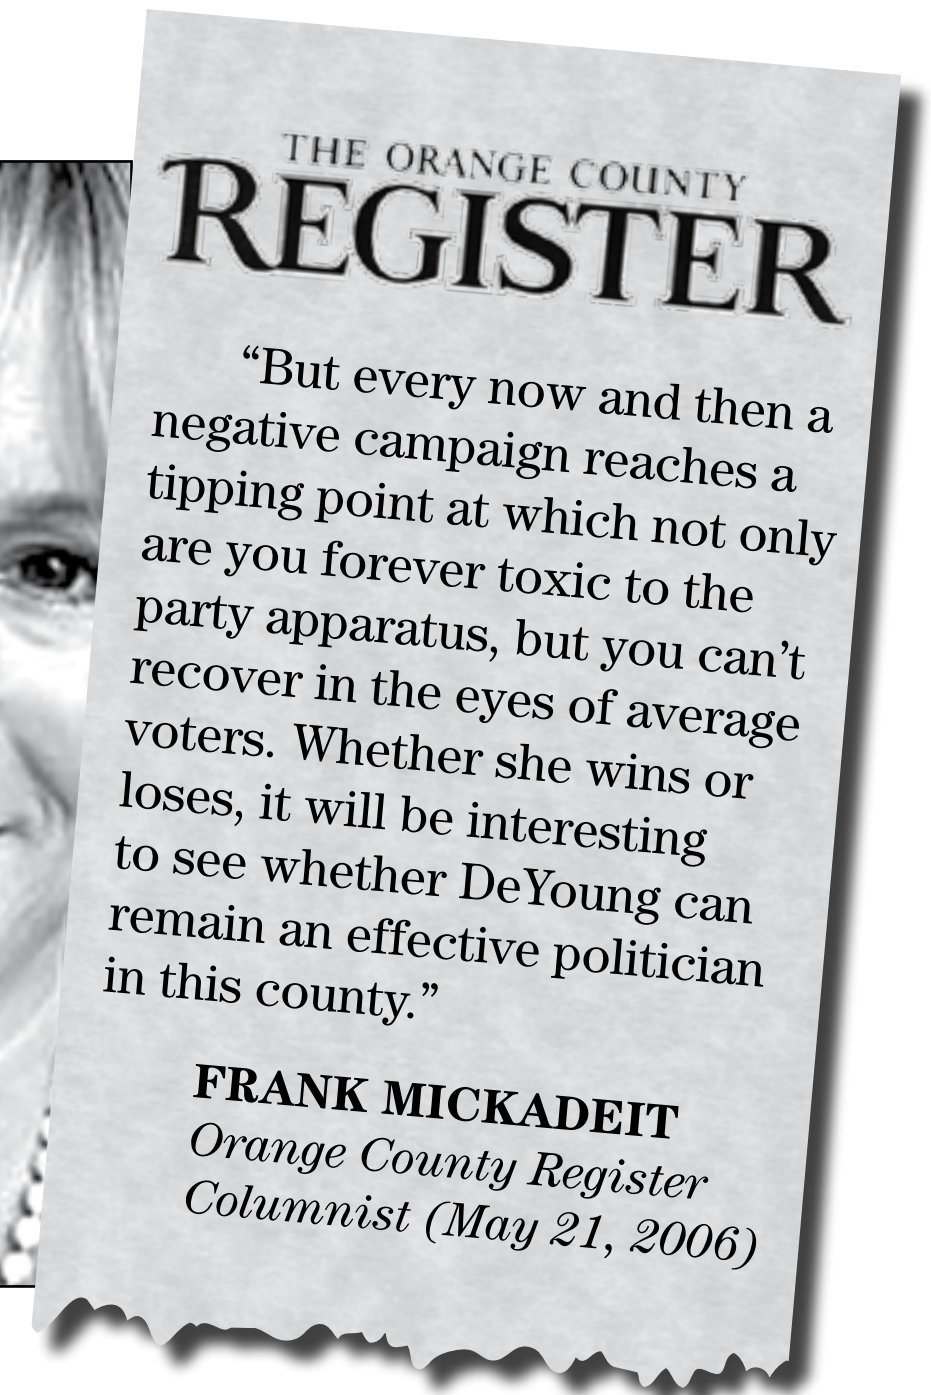 THE ORANGE COUNTY
REGISTER
“But every now and then a
negative campaign reaches a
tipping point at which not only
are you forever toxic to the
party apparatus, but you can’t
recover in the eyes of average
voters. Whether she wins or
loses, it will be interesting
to see whether DeYoung can
remain an effective politician
in this county.”
FRANK MICKADEIT
Orange County Register
Columnist (May 21, 2006)